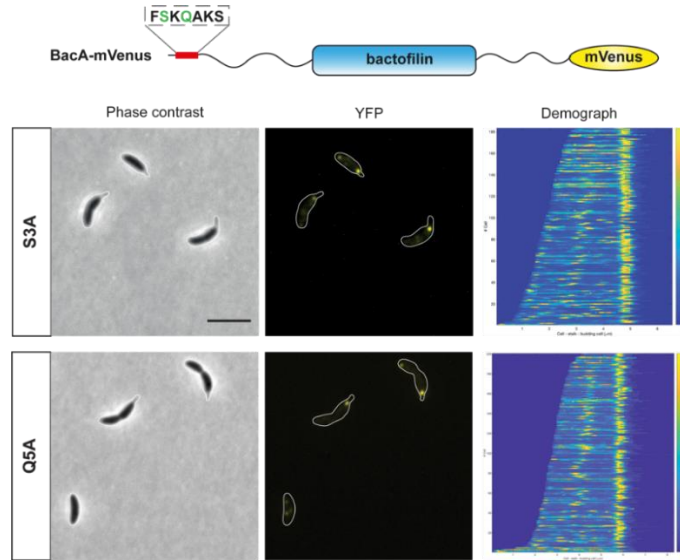 FSKQAKS
BacA-mVenus
bactofilin
mVenus
Phase contrast
YFP
Demograph
S3A
Q5A